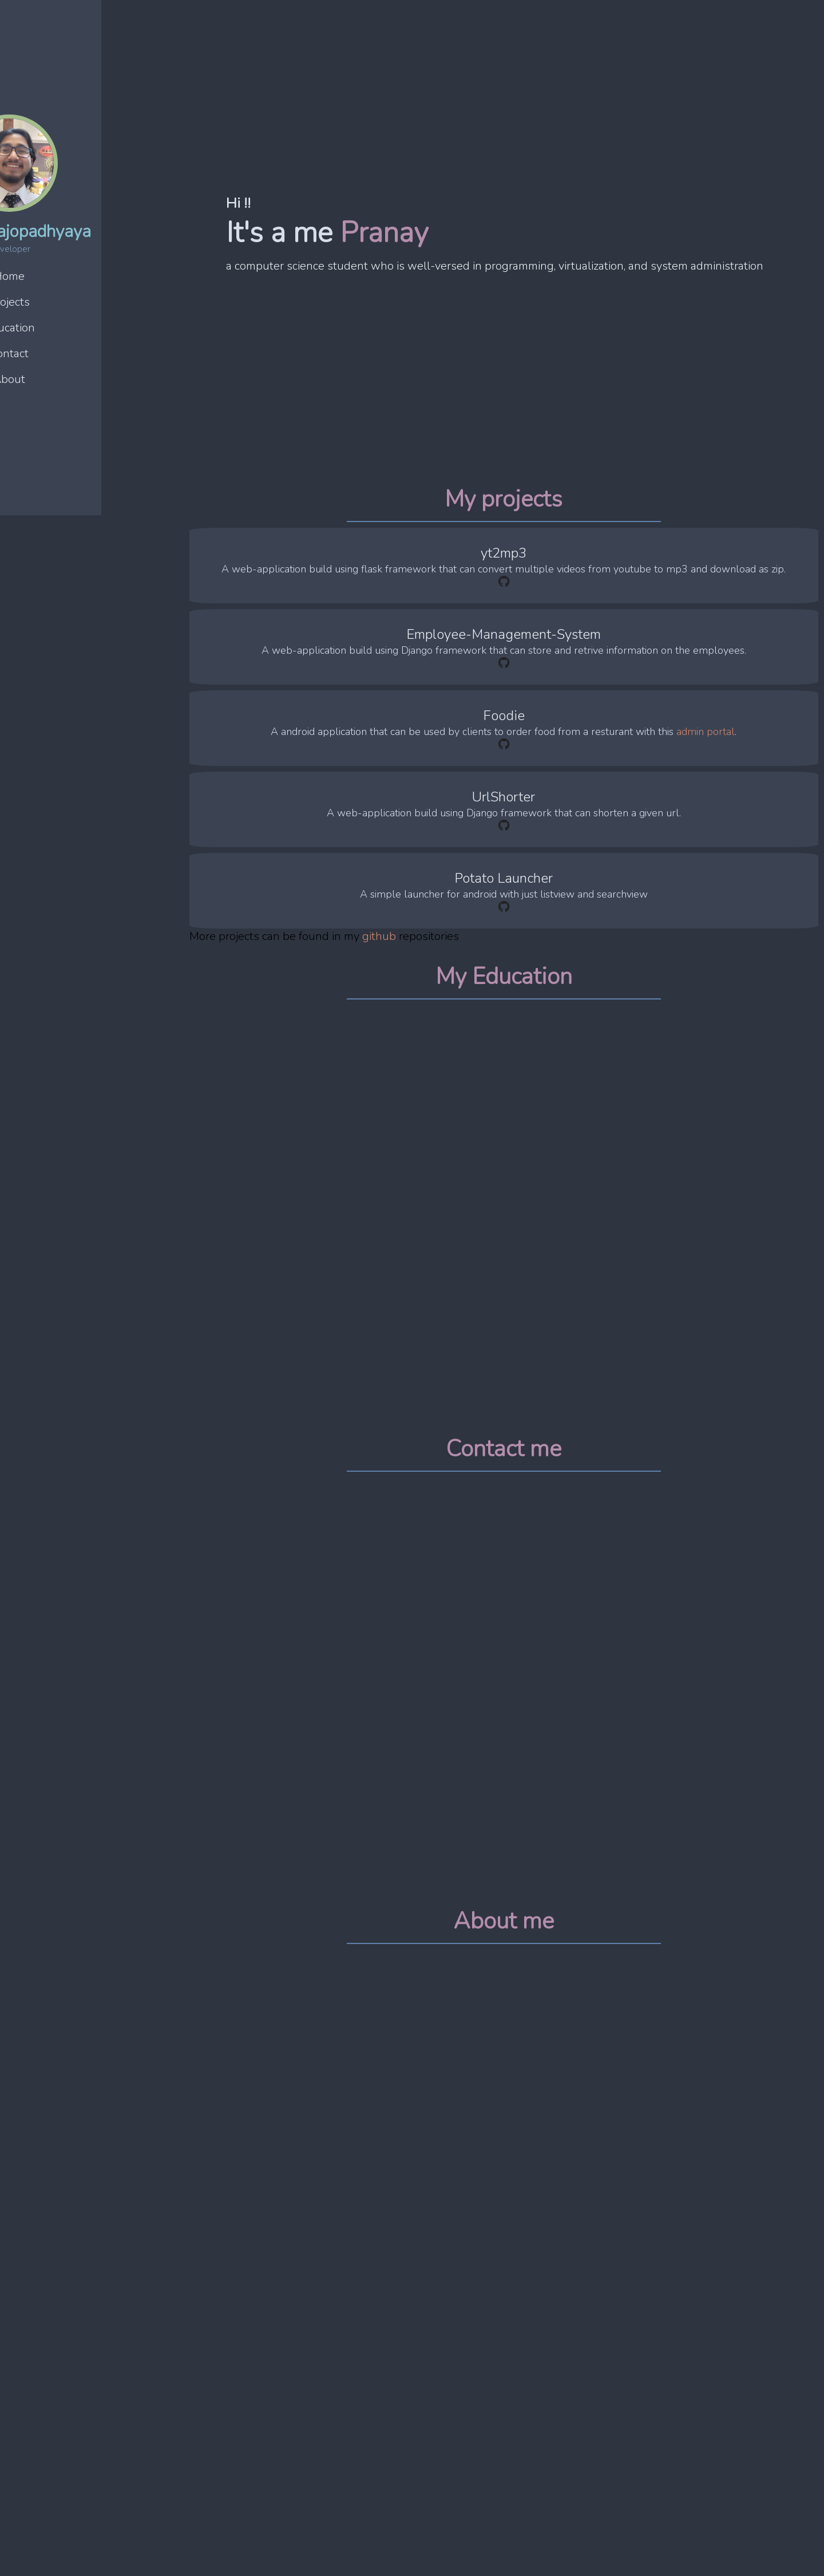 ajopadhyaya
veloper
Home
ojects
ucation
ontact
About
Hi !!
It's a me Pranay
a computer science student who is well-versed in programming, virtualization, and system administration
My projects
yt2mp3
A web-application build using flask framework that can convert multiple videos from youtube to mp3 and download as zip.
Employee-Management-System
A web-application build using Django framework that can store and retrive information on the employees.
Foodie
A android application that can be used by clients to order food from a resturant with this admin portal.
UrlShorter
A web-application build using Django framework that can shorten a given url.
Potato Launcher
A simple launcher for android with just listview and searchview
More projects can be found in my github repositories
My Education
Contact me
About me